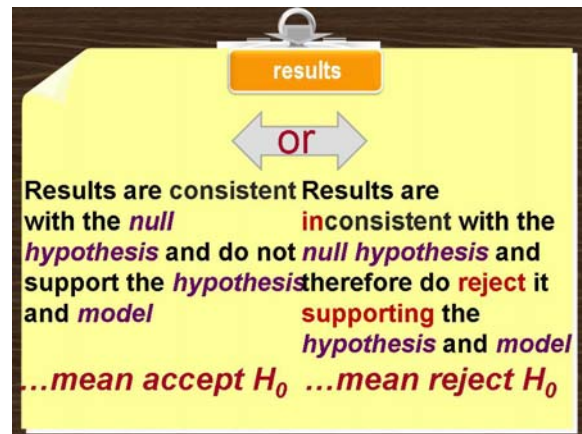 results
or
Results are consistent
with the null
hypothesis and do not
support the hypothesis
and model
...mean accept H₀
Results are
inconsistent with the
null hypothesis and
therefore do reject it
supporting the
hypothesis and model
...mean reject H₀